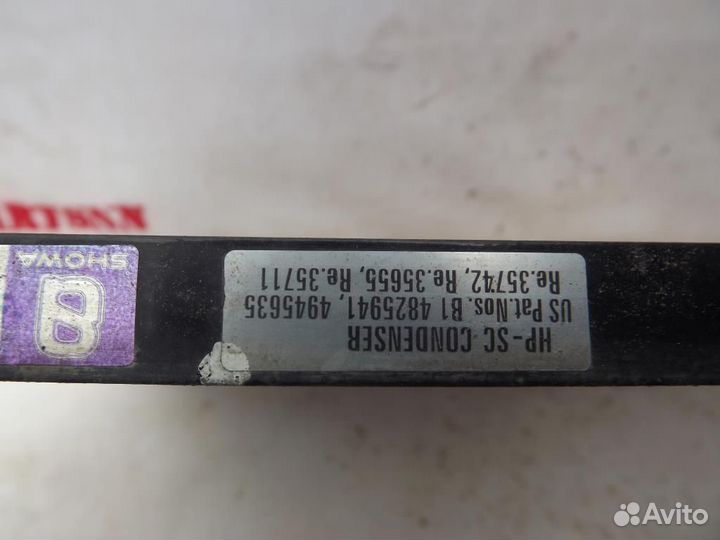 HP-SC CONDENSER
US Pat.Nos. B1 4825941, 4945635
Re.35742, Re.35655, Re.35711
8
SHOWA
Avito